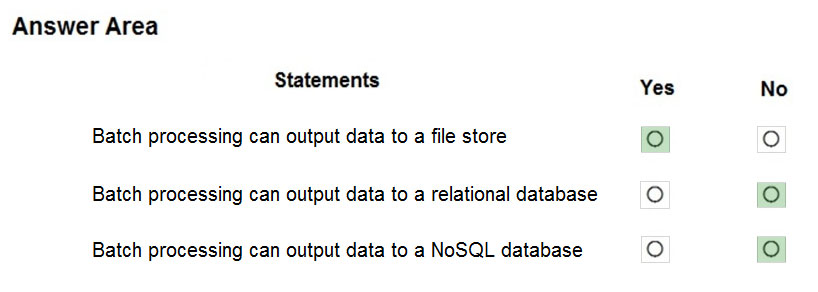 Answer Area
Statements Yes No
Batch processing can output data to a file store
Batch processing can output data to a relational database
Batch processing can output data to a NoSQL database